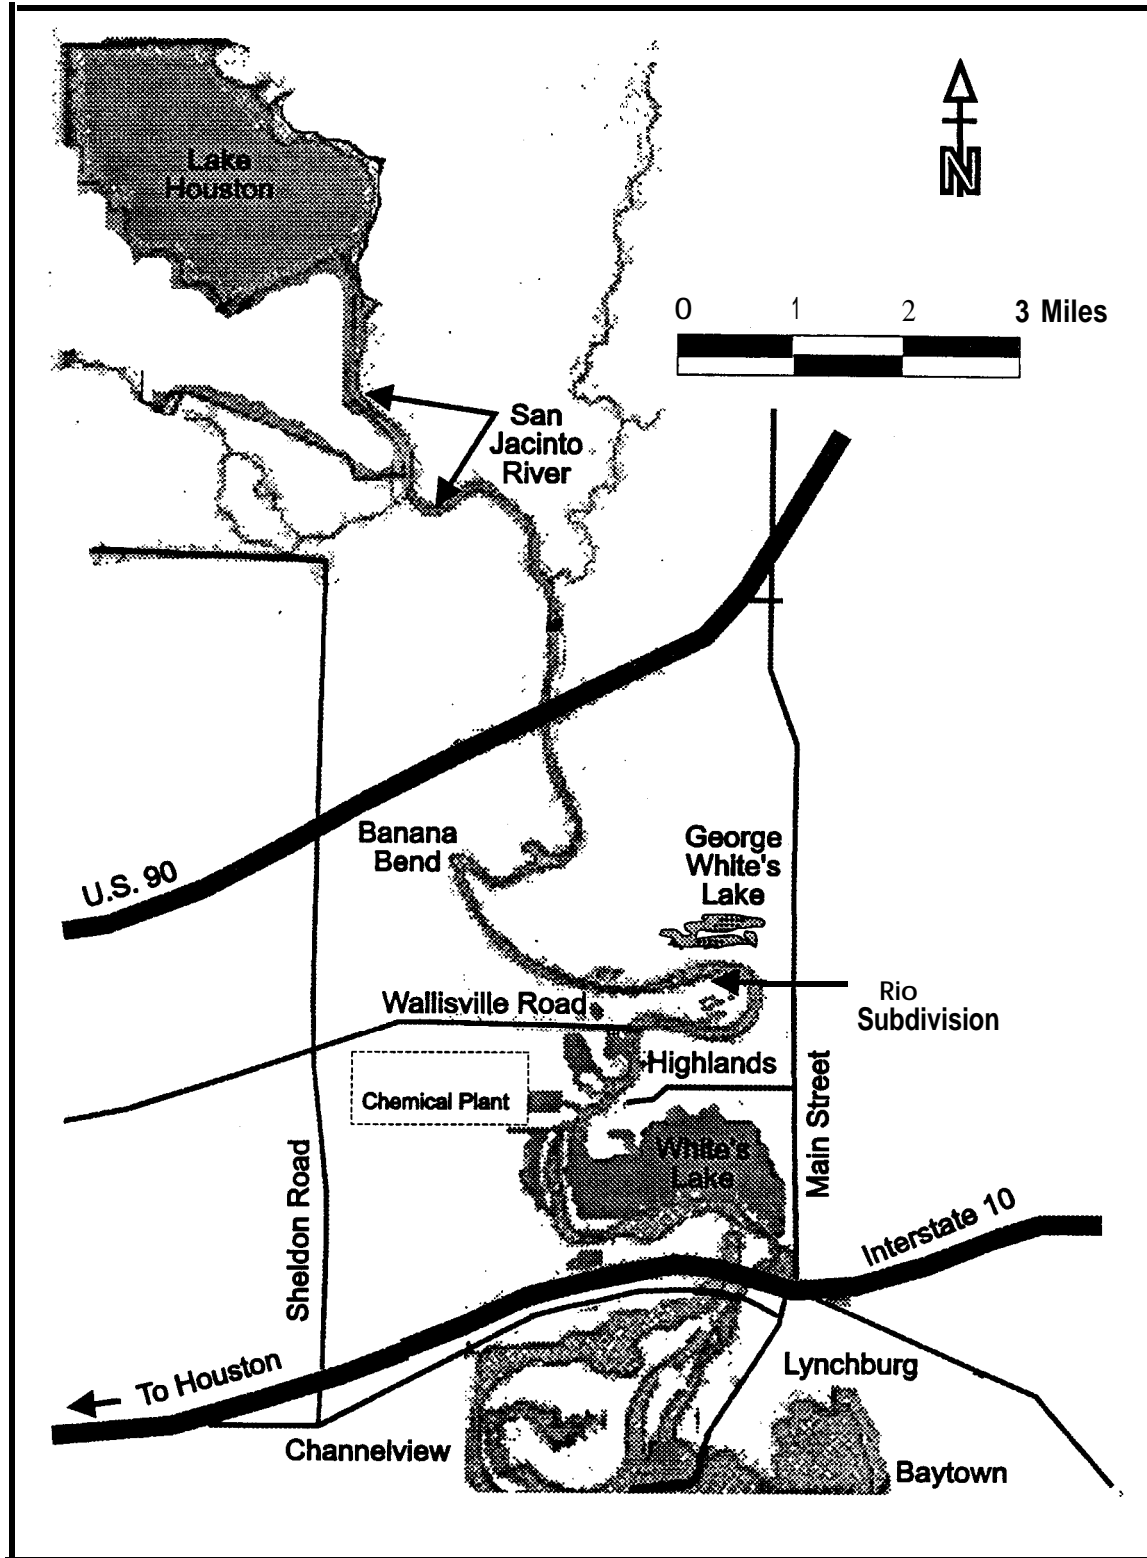 Lake
Houston
N
0 1 2 3 Miles
San
Jacinto
River
Banana
Bend
George
White's
Lake
U.S. 90
Rio
Subdivision
Wallisville Road
Highlands
Chemical Plant
White's
Lake
Main Street
Sheldon Road
Interstate 10
To Houston
Lynchburg
Channelview
Baytown